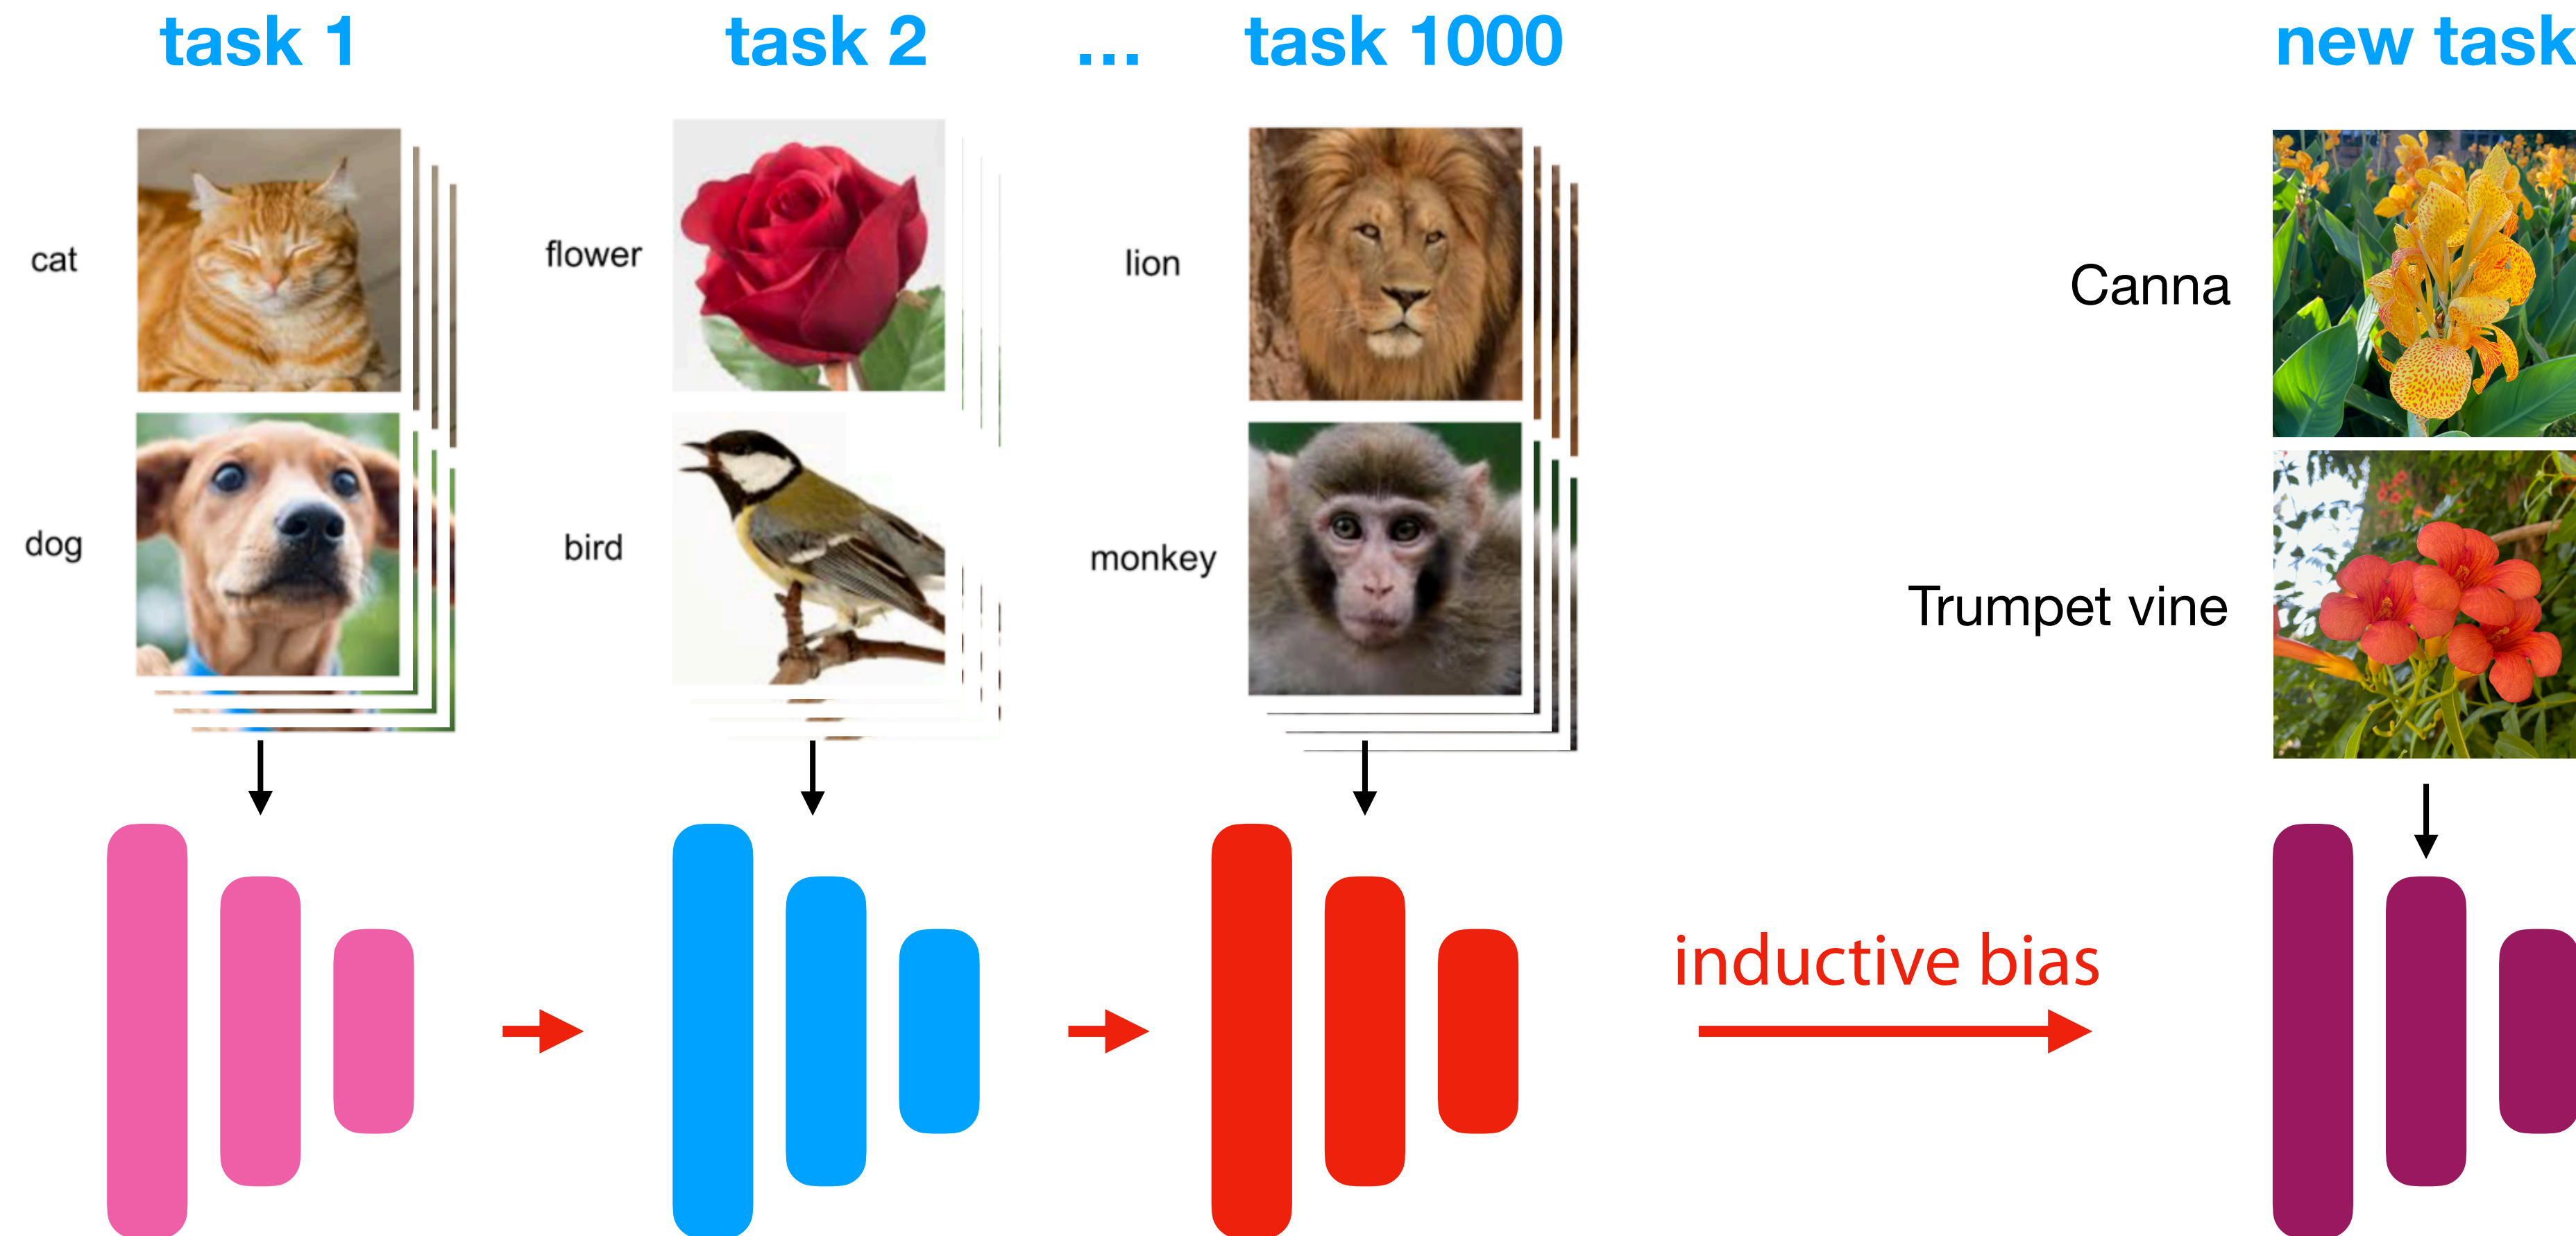 task 1
task 2
...
task 1000
new task
cat
flower
lion
Canna
dog
bird
monkey
Trumpet vine
inductive bias